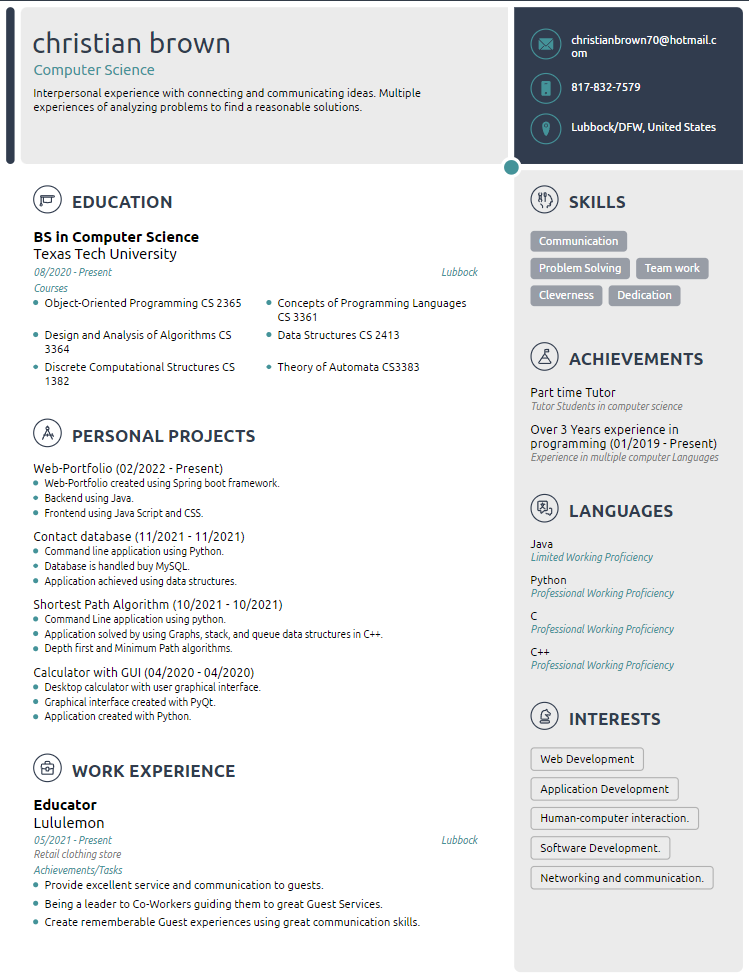 christian brown
Computer Science
Interpersonal experience with connecting and communicating ideas. Multiple
experiences of analyzing problems to find a reasonable solutions.
christianbrown70@hotmail.c
om
817-832-7579
Lubbock/DFW, United States
EDUCATION
BS in Computer Science
Texas Tech University
08/2020 - Present
Lubbock
Courses
Object-Oriented Programming CS 2365
Concepts of Programming Languages
CS 3361
Design and Analysis of Algorithms CS
3364
Data Structures CS 2413
Discrete Computational Structures CS
1382
Theory of Automata CS3383
PERSONAL PROJECTS
Web-Portfolio (02/2022 - Present)
Web-Portfolio created using Spring boot framework.
Backend using Java.
Frontend using Java Script and CSS.
Contact database (11/2021 - 11/2021)
Command line application using Python.
Database is handled buy MySQL.
Application achieved using data structures.
Shortest Path Algorithm (10/2021 - 10/2021)
Command Line application using python.
Application solved by using Graphs, stack, and queue data structures in C++.
Depth first and Minimum Path algorithms.
Calculator with GUI (04/2020 - 04/2020)
Desktop calculator with user graphical interface.
Graphical interface created with PyQt.
Application created with Python.
WORK EXPERIENCE
Educator
Lululemon
05/2021 - Present
Lubbock
Retail clothing store
Achievements/Tasks
Provide excellent service and communication to guests.
Being a leader to Co-Workers guiding them to great Guest Services.
Create rememberable Guest experiences using great communication skills.
SKILLS
Communication
Problem Solving
Team work
Cleverness
Dedication
ACHIEVEMENTS
Part time Tutor
Tutor Students in computer science
Over 3 Years experience in
programming (01/2019 - Present)
Experience in multiple computer Languages
LANGUAGES
Java
Limited Working Proficiency
Python
Professional Working Proficiency
C
Professional Working Proficiency
C++
Professional Working Proficiency
INTERESTS
Web Development
Application Development
Human-computer interaction.
Software Development.
Networking and communication.